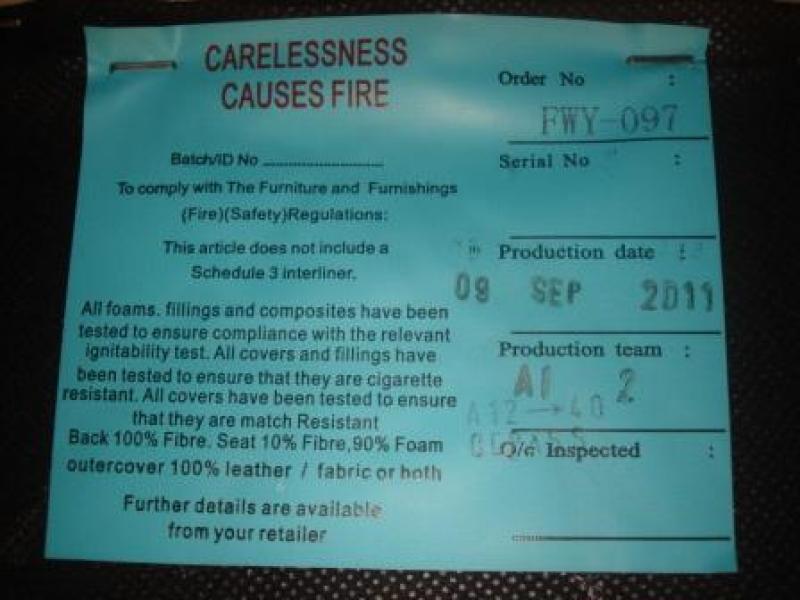 CARELESSNESS
CAUSES FIRE
Batch/ID No ........................
To comply with The Furniture and Furnishings
(Fire)(Safety)Regulations:
This article does not include a
Schedule 3 interliner.
All foams. fillings and composites have been
tested to ensure compliance with the relevant
ignitability test. All covers and fillings have
been tested to ensure that they are cigarette
resistant. All covers have been tested to ensure
that they are match Resistant
Back 100% Fibre. Seat 10% Fibre,90% Foam
outercover 100% leather / fabric or both
Further details are available
from your retailer
Order No :
FWY-097
Serial No :
Production date :
09 SEP 2011
Production team :
A1 2
A12→40
Q/c Inspected :